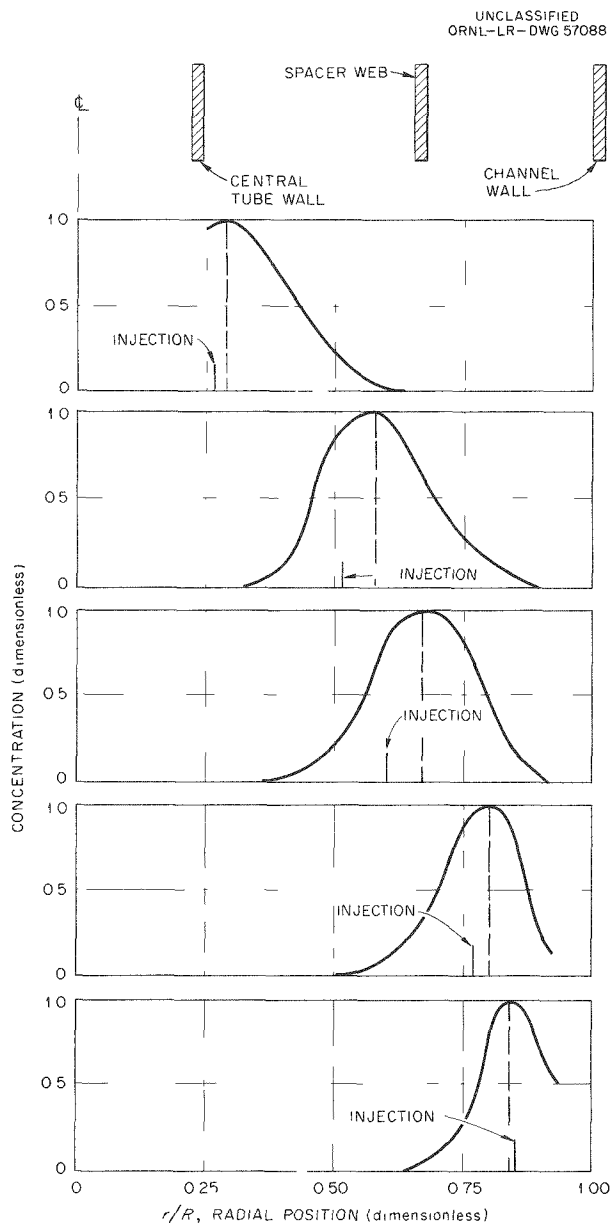 UNCLASSIFIED
ORNL-LR-DWG 57088
SPACER WEB
℄
CENTRAL
TUBE WALL
CHANNEL
WALL
1 0
0 5
INJECTION
0
1 0
0 5
INJECTION
0
1 0
0 5
INJECTION
0
1 0
0 5
INJECTION
0
1 0
0 5
INJECTION
0
CONCENTRATION (dimensionless)
0 0 25 0 50 0 75 1 00
r/R, RADIAL POSITION (dimensionless)